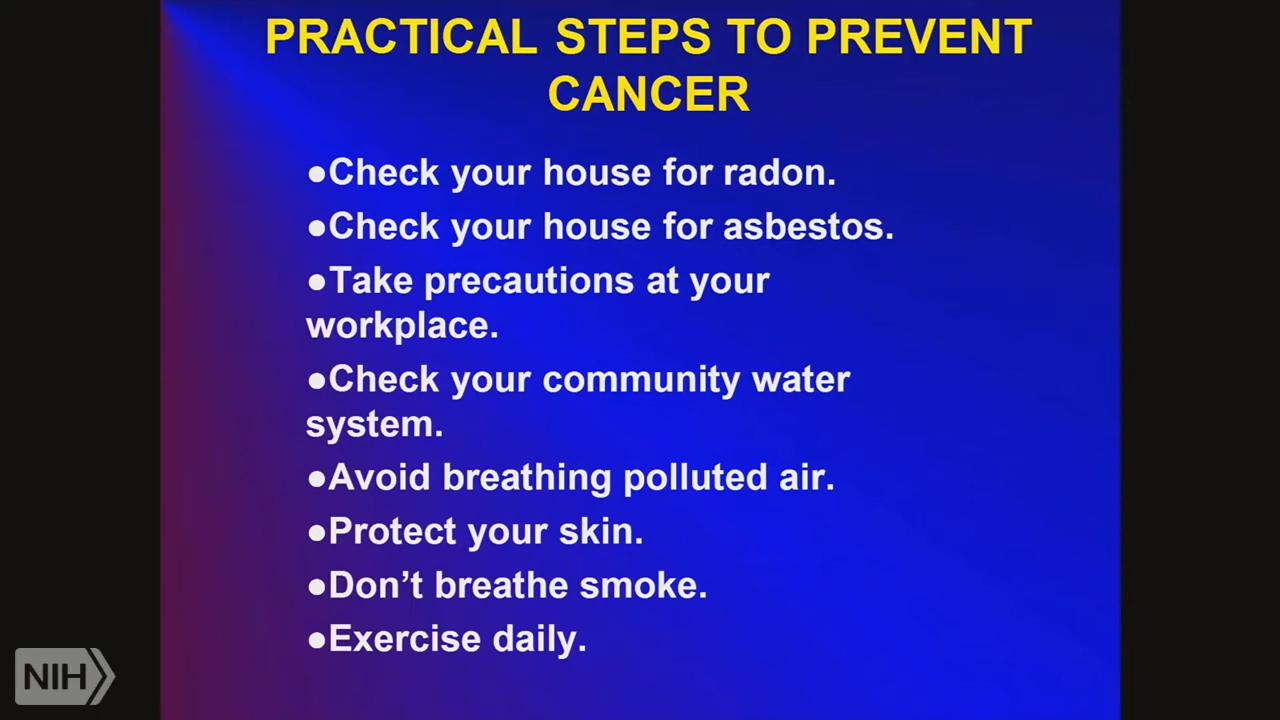 PRACTICAL STEPS TO PREVENT
CANCER
●Check your house for radon.
●Check your house for asbestos.
●Take precautions at your
workplace.
●Check your community water
system.
●Avoid breathing polluted air.
●Protect your skin.
●Don’t breathe smoke.
●Exercise daily.
NIH